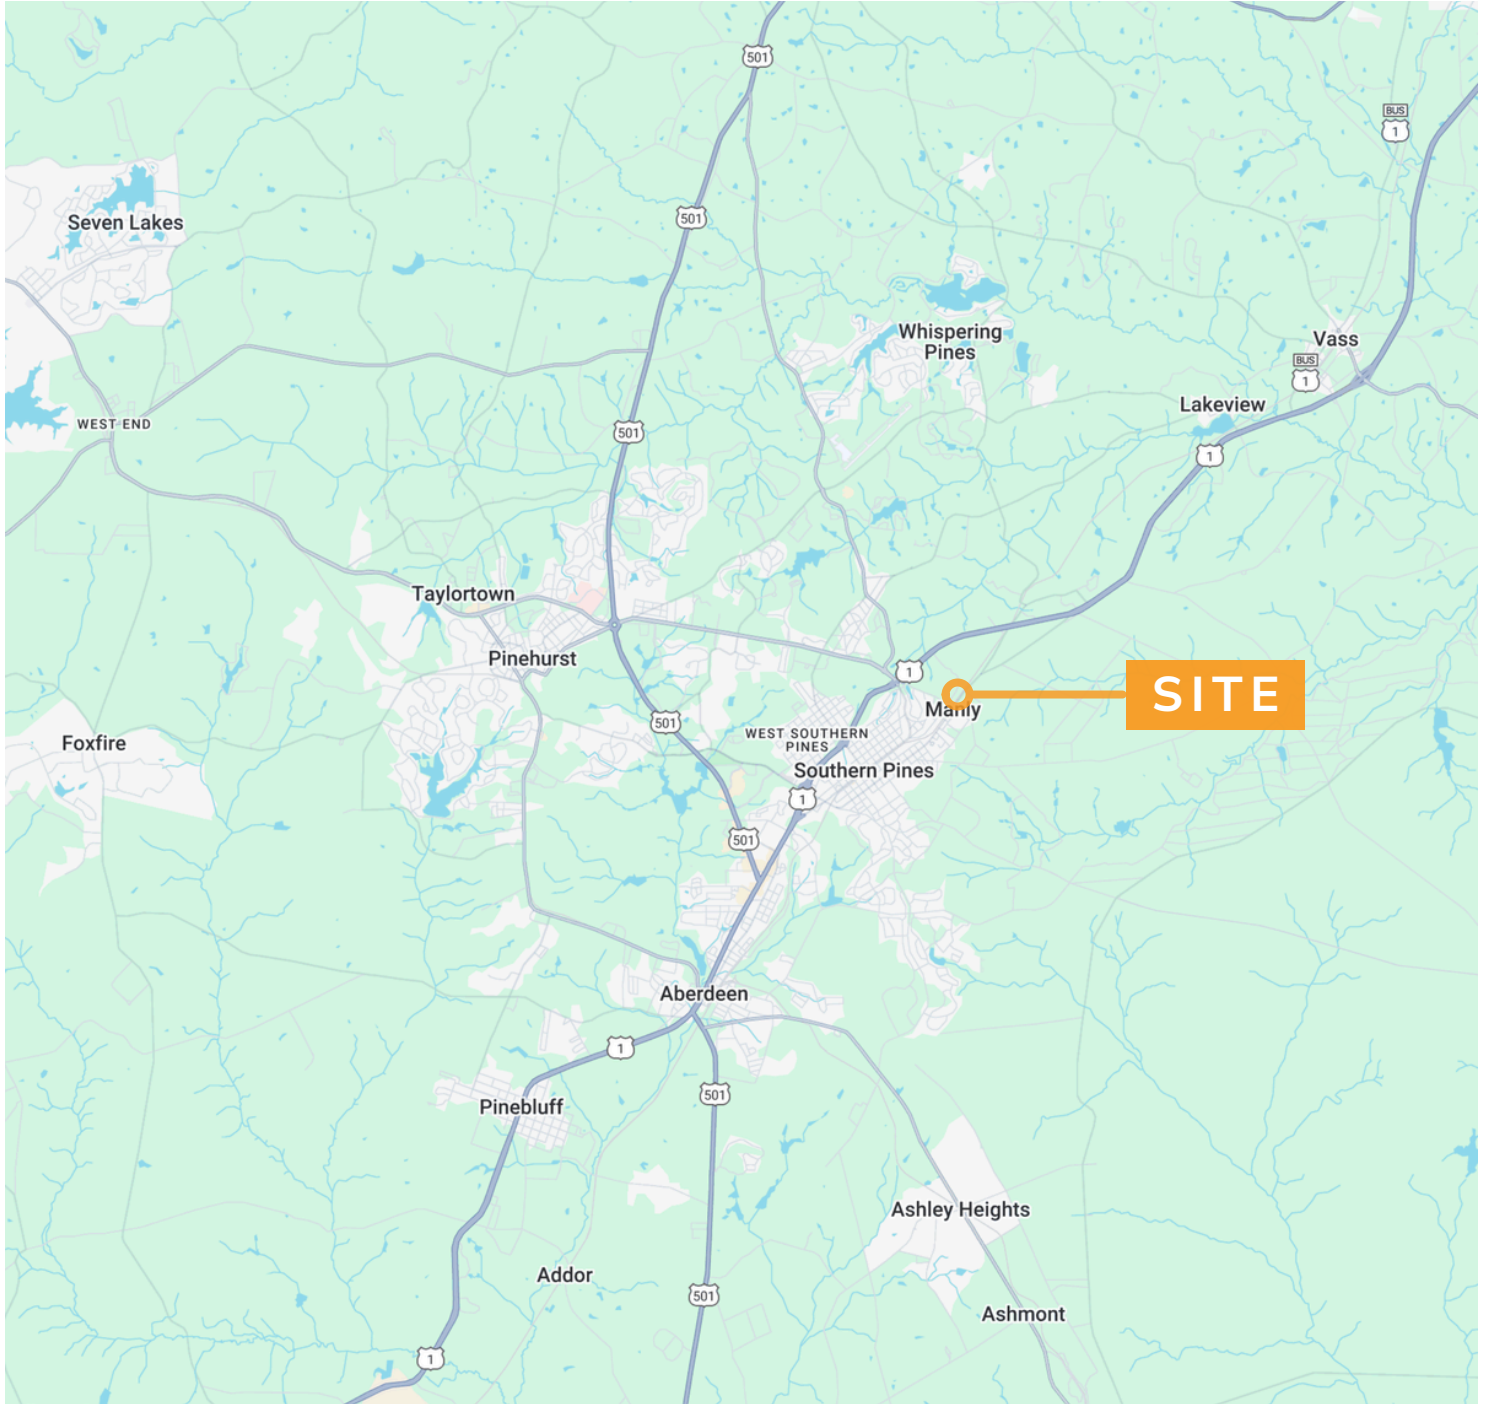 501
BUS
1
501
Seven Lakes
Whispering
Pines
Vass
BUS
1
Lakeview
WEST END
501
1
Taylortown
Pinehurst
1
SITE
Manly
501
WEST SOUTHERN
PINES
Foxfire
Southern Pines
1
501
Aberdeen
1
501
Pinebluff
Ashley Heights
Addor
501
Ashmont
1